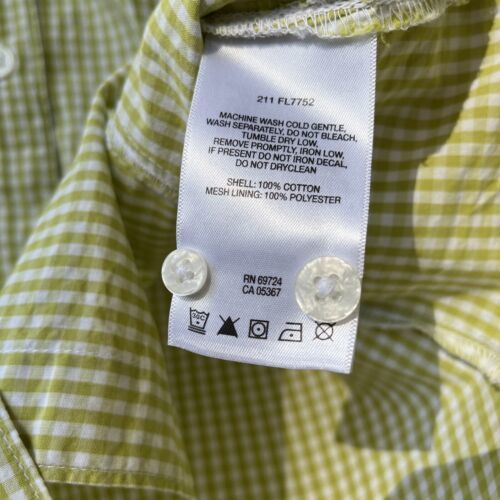 211 FL7752
MACHINE WASH COLD GENTLE,
WASH SEPARATELY, DO NOT BLEACH,
TUMBLE DRY LOW,
REMOVE PROMPTLY, IRON LOW,
IF PRESENT DO NOT IRON DECAL,
DO NOT DRYCLEAN
SHELL: 100% COTTON
MESH LINING: 100% POLYESTER
RN 69724
CA 05367
30C